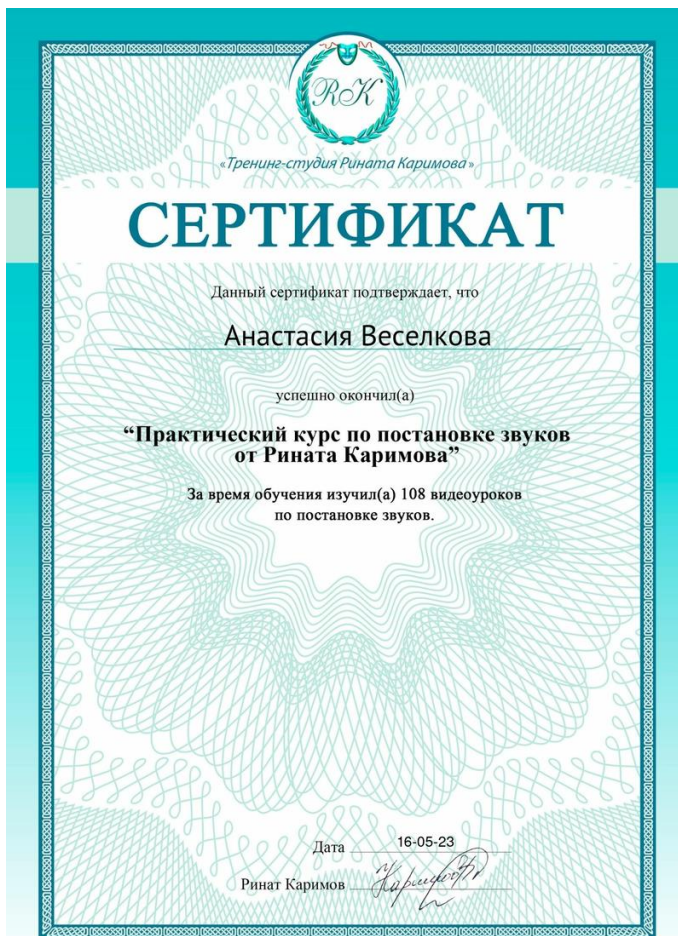 RK
«Тренинг-студия Рината Каримова»
СЕРТИФИКАТ
Данный сертификат подтверждает, что
Анастасия Веселкова
успешно окончил(а)
“Практический курс по постановке звуков
от Рината Каримова”
За время обучения изучил(а) 108 видеоуроков
по постановке звуков.
Дата 16-05-23
Ринат Каримов